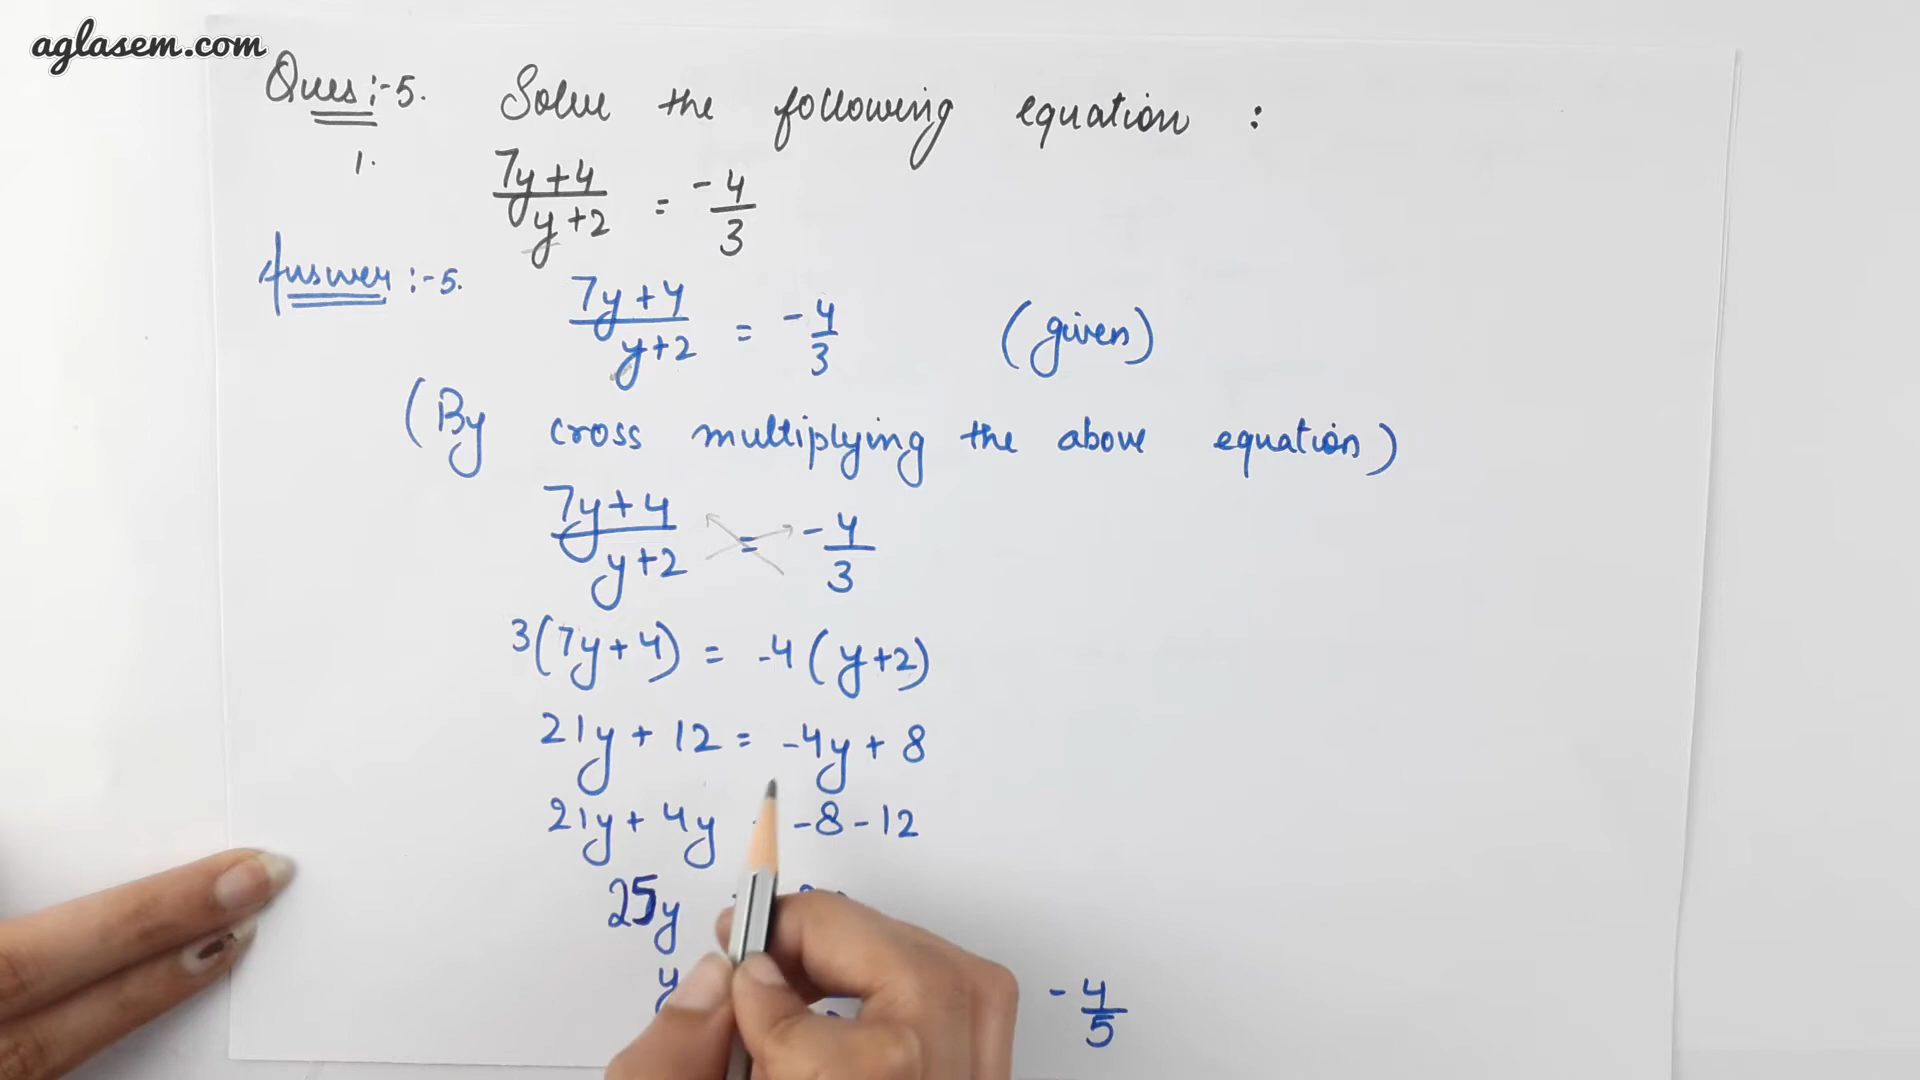 aglasem.com
Ques:-5. Solve the following equation :
1. 7y+4/y+2 = -4/3
Answer :-5. 7y+4/y+2 = -4/3 (given)
(By cross multiplying the above equation)
7y+4/y+2 = -4/3
3(7y+4) = -4(y+2)
21y + 12 = -4y + 8
21y + 4y -8 - 12
25y
y -4/5